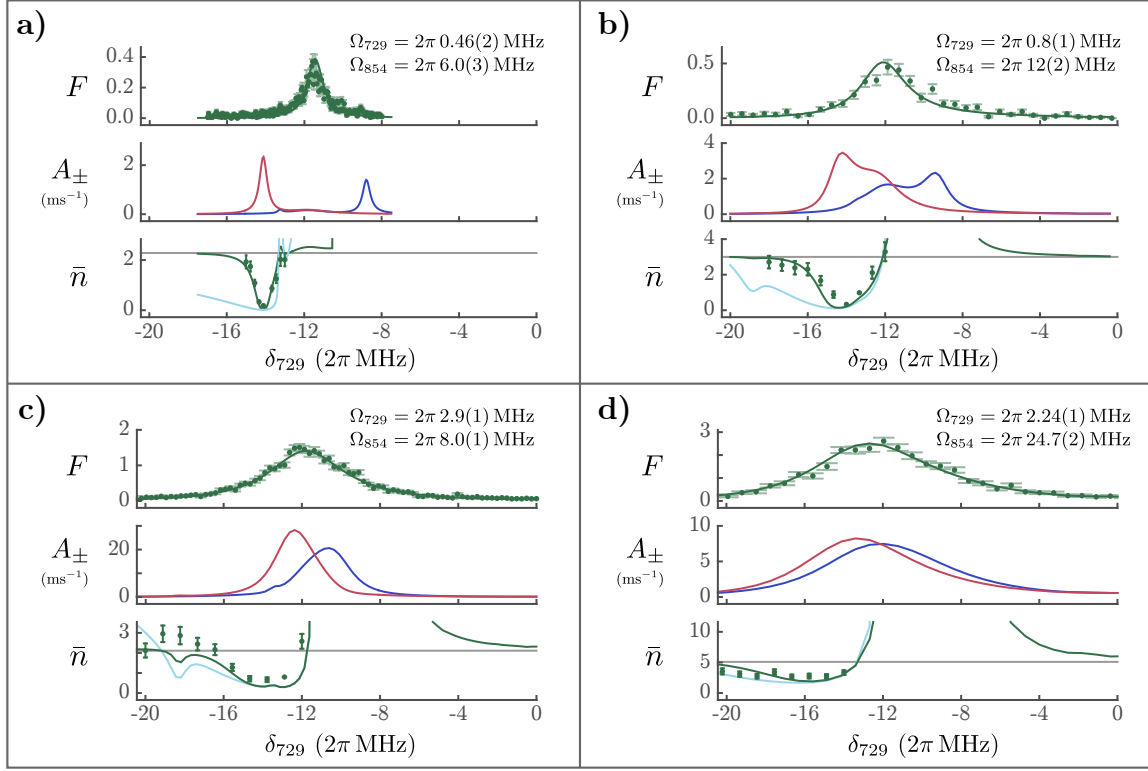 a)
Ω₇₂₉ = 2π 0.46(2) MHz
Ω₈₅₄ = 2π 6.0(3) MHz
F
0.4
0.2
0.0
A±
(ms⁻¹)
2
0
n̄
2
0
-20 -16 -12 -8 -4 0
δ₇₂₉ (2π MHz)
b)
Ω₇₂₉ = 2π 0.8(1) MHz
Ω₈₅₄ = 2π 12(2) MHz
F
0.5
0.0
A±
(ms⁻¹)
4
2
0
n̄
4
2
0
-20 -16 -12 -8 -4 0
δ₇₂₉ (2π MHz)
c)
Ω₇₂₉ = 2π 2.9(1) MHz
Ω₈₅₄ = 2π 8.0(1) MHz
F
2
1
0
A±
(ms⁻¹)
20
0
n̄
3
0
-20 -16 -12 -8 -4 0
δ₇₂₉ (2π MHz)
d)
Ω₇₂₉ = 2π 2.24(1) MHz
Ω₈₅₄ = 2π 24.7(2) MHz
F
3
0
A±
(ms⁻¹)
10
5
0
n̄
10
5
0
-20 -16 -12 -8 -4 0
δ₇₂₉ (2π MHz)